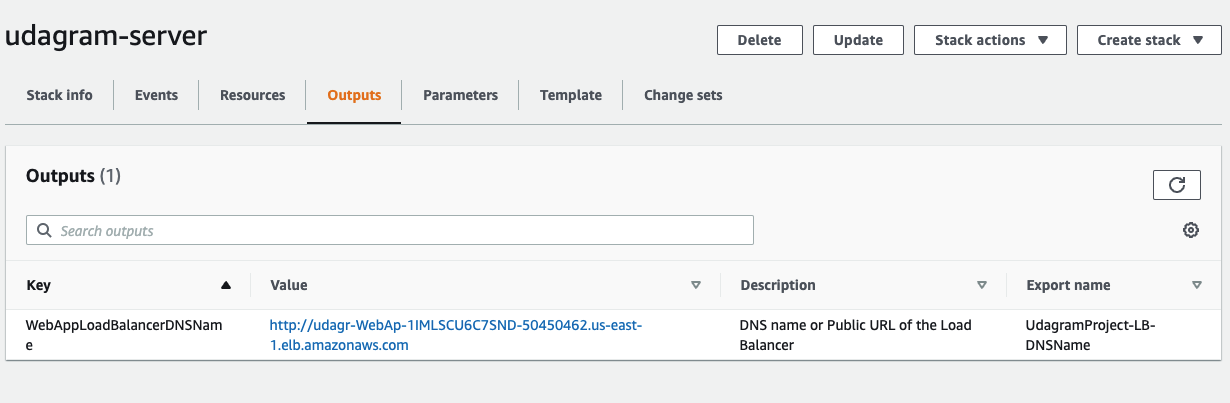 udagram-server
Delete
Update
Stack actions
Create stack
Stack info
Events
Resources
Outputs
Parameters
Template
Change sets
Outputs (1)
Search outputs
Key
Value
Description
Export name
WebAppLoadBalancerDNSNam
e
http://udagr-WebAp-1IMLSCU6C7SND-50450462.us-east-
1.elb.amazonaws.com
DNS name or Public URL of the Load
Balancer
UdagramProject-LB-
DNSName